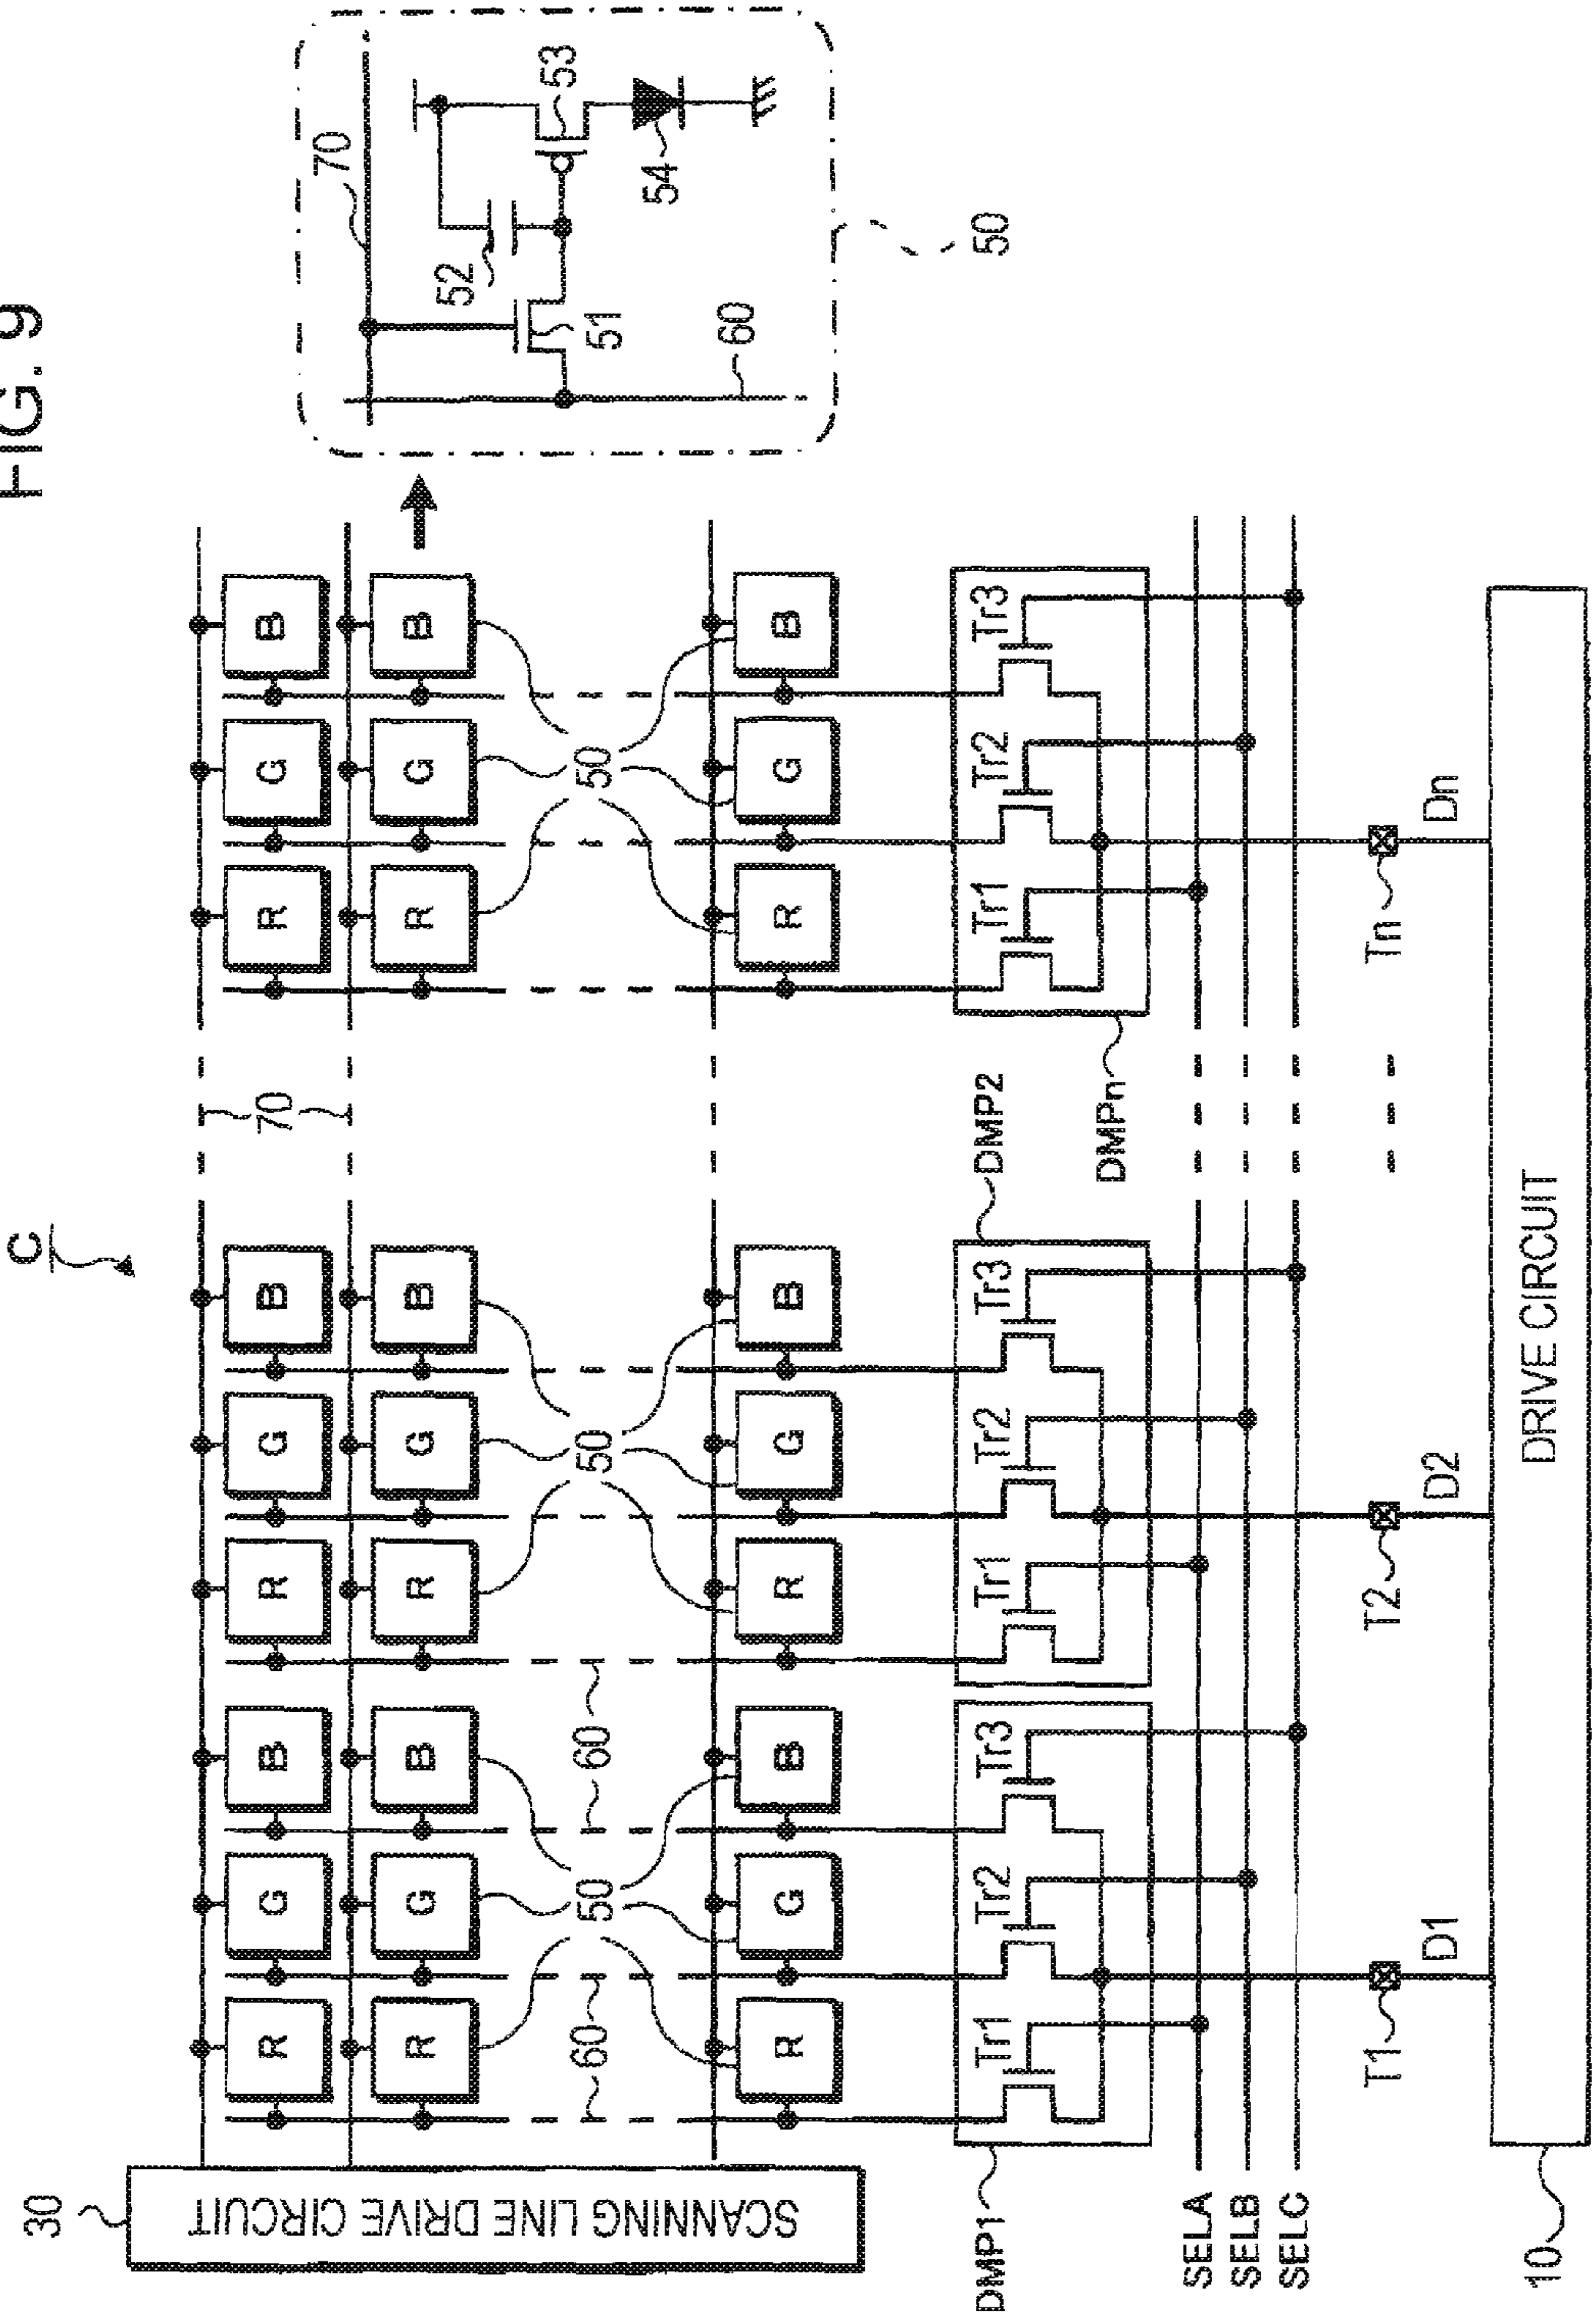 FIG. 9
C
30
SCANNING LINE DRIVE CIRCUIT
R G B R G B R G B
70
R G B R G B R G B
60 50 60 50 50
R G B R G B R G B
DMP1
Tr1 Tr2 Tr3 Tr1 Tr2 Tr3 Tr1 Tr2 Tr3
DMP2
DMPn
SELA
SELB
SELC
T1 T2 Tn
D1 D2 Dn
10
DRIVE CIRCUIT
70
52
53
51
54
60
50